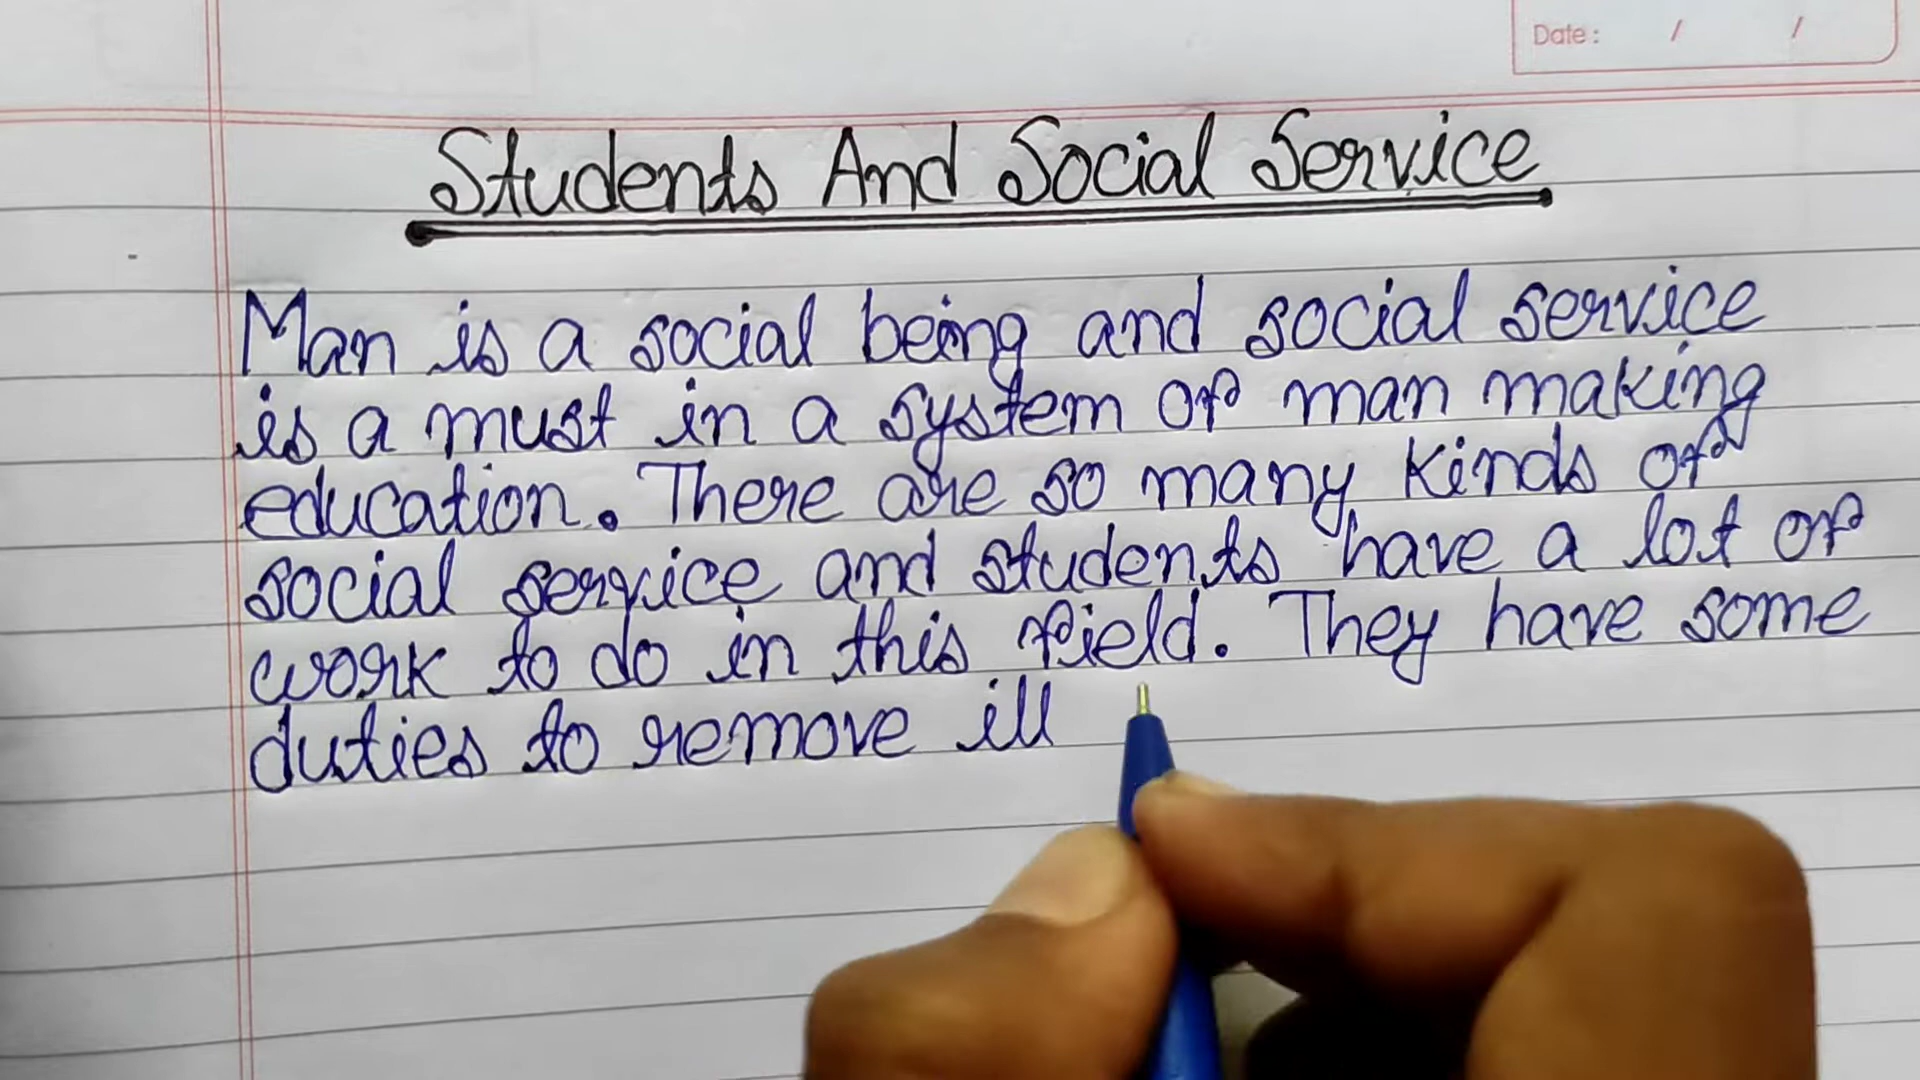 Date: / /
Students And Social Service
Man is a social being and social service
is a must in a system of man making
education. There are so many kinds of
social service and students have a lot of
work to do in this field. They have some
duties to remove ill